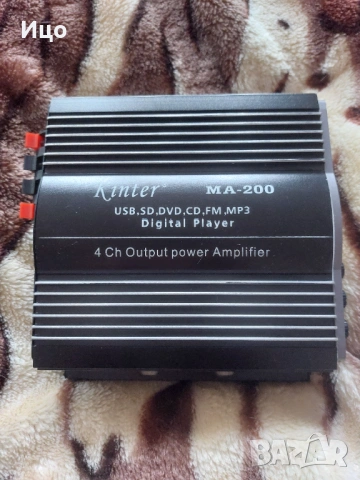 Ицо
Kinter MA-200
USB,SD,DVD,CD,FM,MP3
Digital Player
4 Ch Output power Amplifier
BAZAR